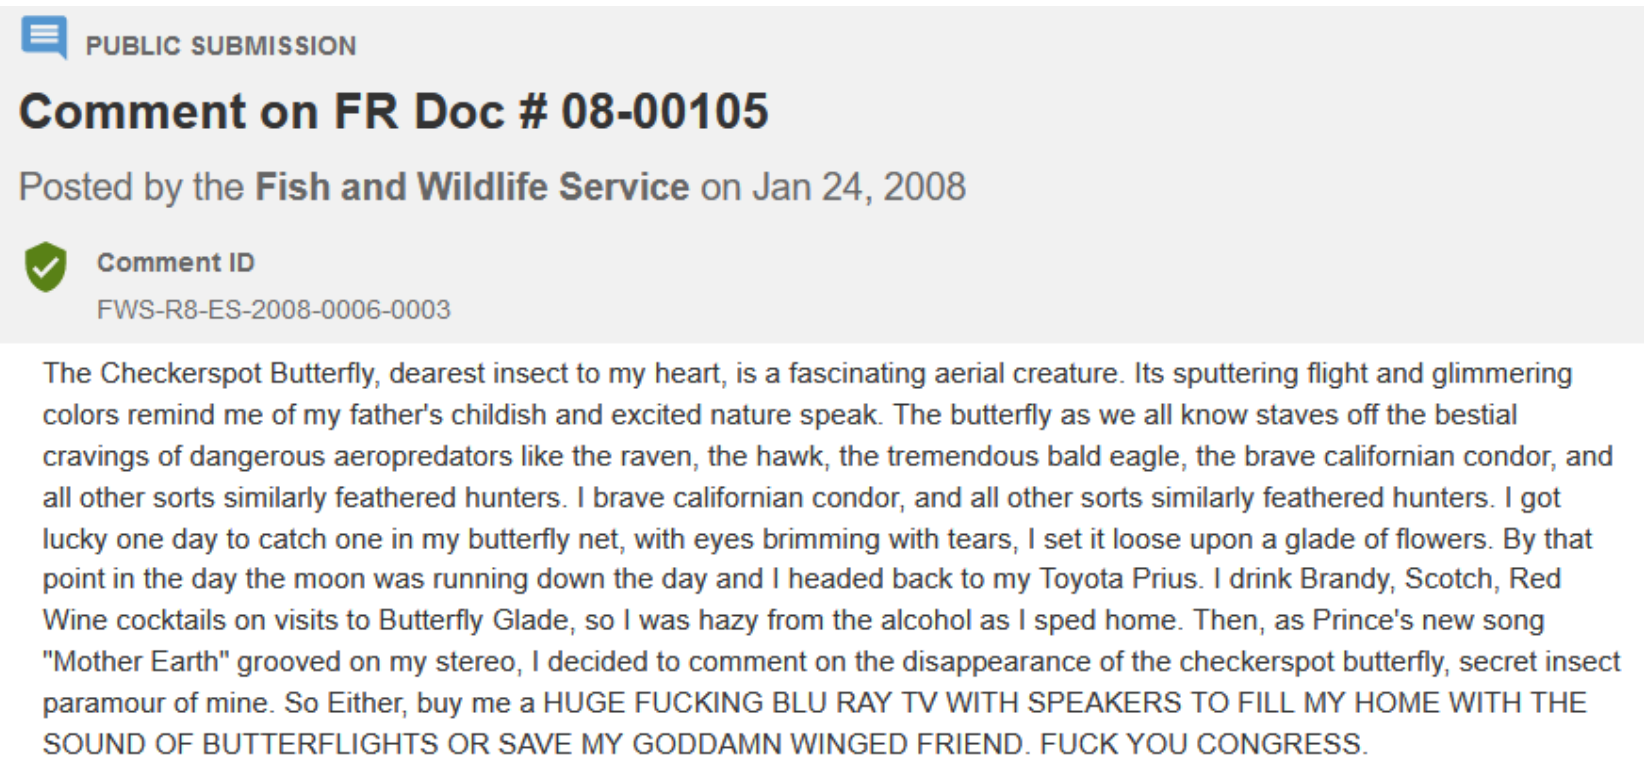 PUBLIC SUBMISSION
Comment on FR Doc # 08-00105
Posted by the Fish and Wildlife Service on Jan 24, 2008
Comment ID
FWS-R8-ES-2008-0006-0003
The Checkerspot Butterfly, dearest insect to my heart, is a fascinating aerial creature. Its sputtering flight and glimmering
colors remind me of my father's childish and excited nature speak. The butterfly as we all know staves off the bestial
cravings of dangerous aeropredators like the raven, the hawk, the tremendous bald eagle, the brave californian condor, and
all other sorts similarly feathered hunters. I brave californian condor, and all other sorts similarly feathered hunters. I got
lucky one day to catch one in my butterfly net, with eyes brimming with tears, I set it loose upon a glade of flowers. By that
point in the day the moon was running down the day and I headed back to my Toyota Prius. I drink Brandy, Scotch, Red
Wine cocktails on visits to Butterfly Glade, so I was hazy from the alcohol as I sped home. Then, as Prince's new song
"Mother Earth" grooved on my stereo, I decided to comment on the disappearance of the checkerspot butterfly, secret insect
paramour of mine. So Either, buy me a HUGE FUCKING BLU RAY TV WITH SPEAKERS TO FILL MY HOME WITH THE
SOUND OF BUTTERFLIGHTS OR SAVE MY GODDAMN WINGED FRIEND. FUCK YOU CONGRESS.